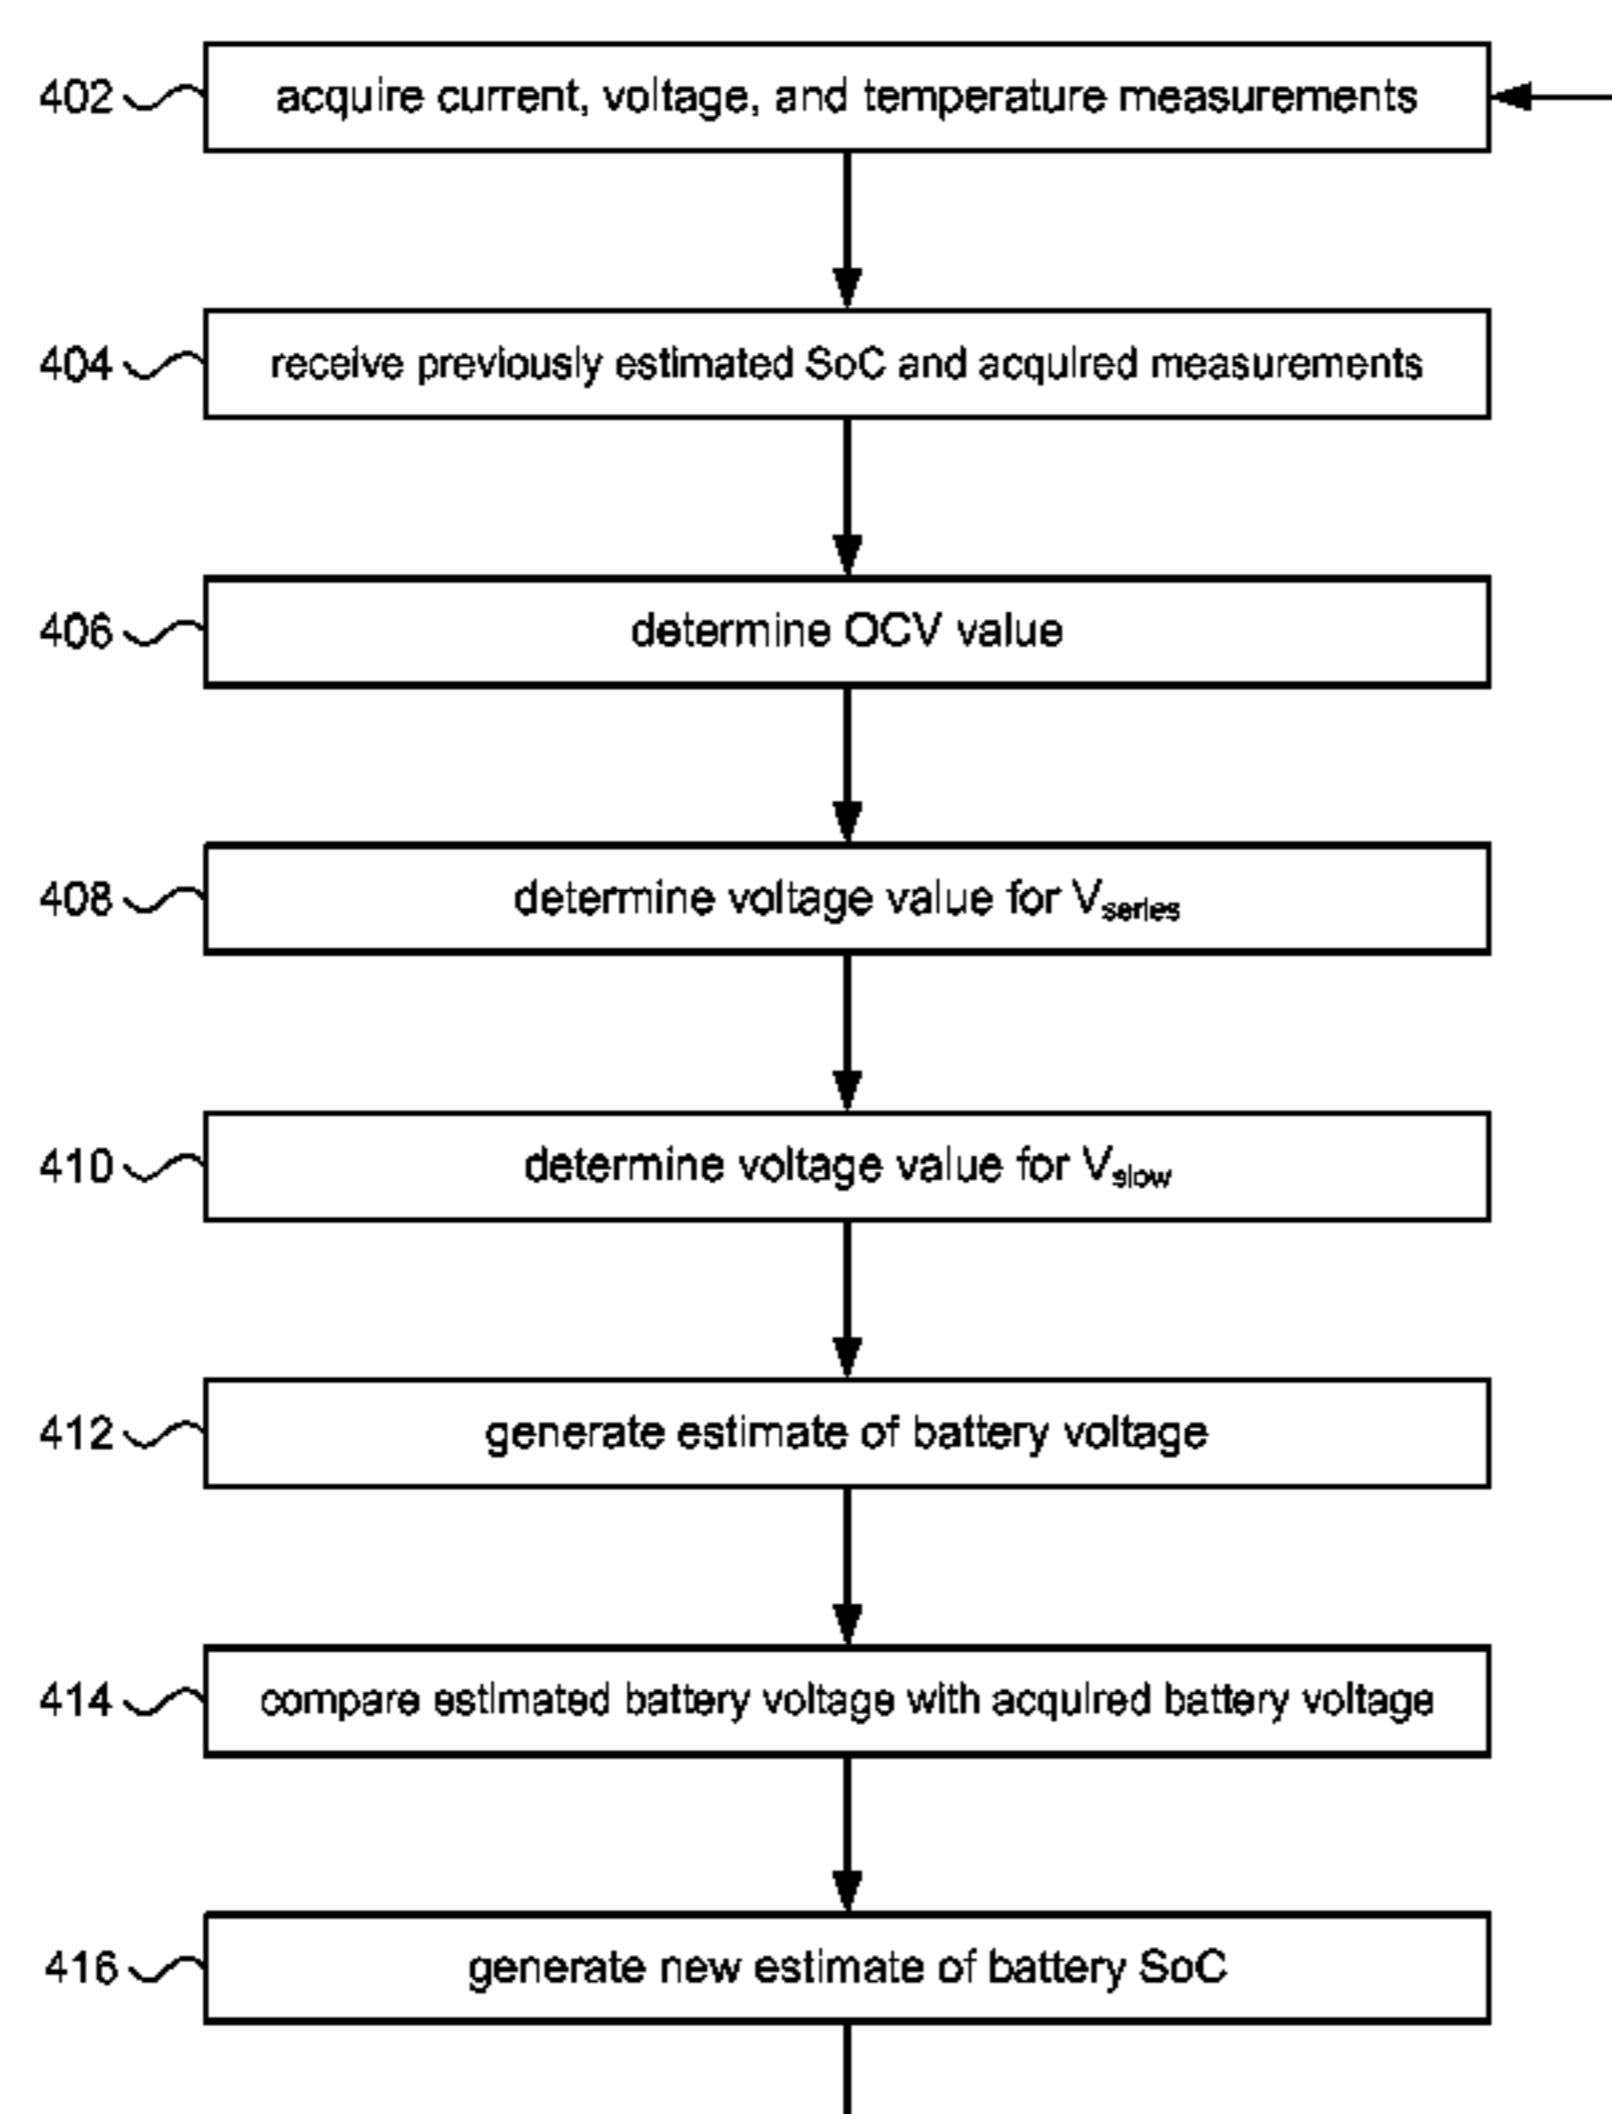 402 acquire current, voltage, and temperature measurements
404 receive previously estimated SoC and acquired measurements
406 determine OCV value
408 determine voltage value for Vseries
410 determine voltage value for Vslow
412 generate estimate of battery voltage
414 compare estimated battery voltage with acquired battery voltage
416 generate new estimate of battery SoC